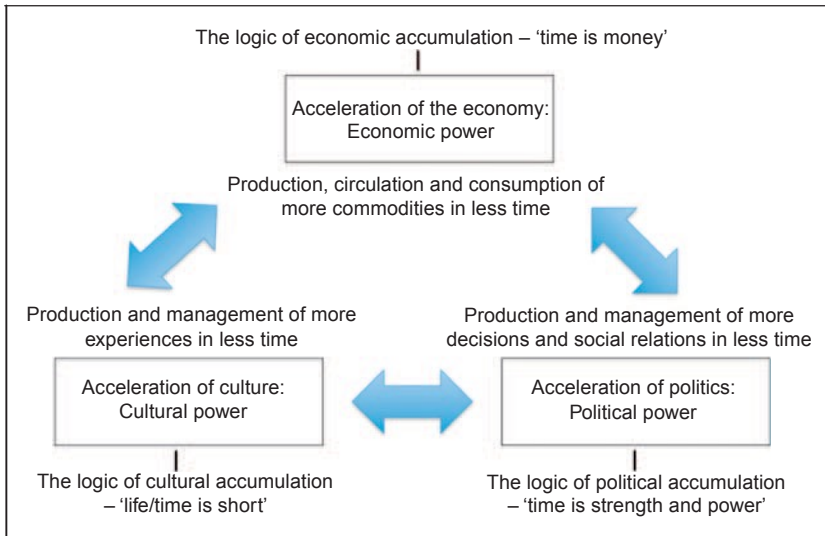 The logic of economic accumulation – ‘time is money’
Acceleration of the economy:
Economic power
Production, circulation and consumption of
more commodities in less time
Production and management of more
experiences in less time
Acceleration of culture:
Cultural power
The logic of cultural accumulation
– ‘life/time is short’
Production and management of more
decisions and social relations in less time
Acceleration of politics:
Political power
The logic of political accumulation
– ‘time is strength and power’